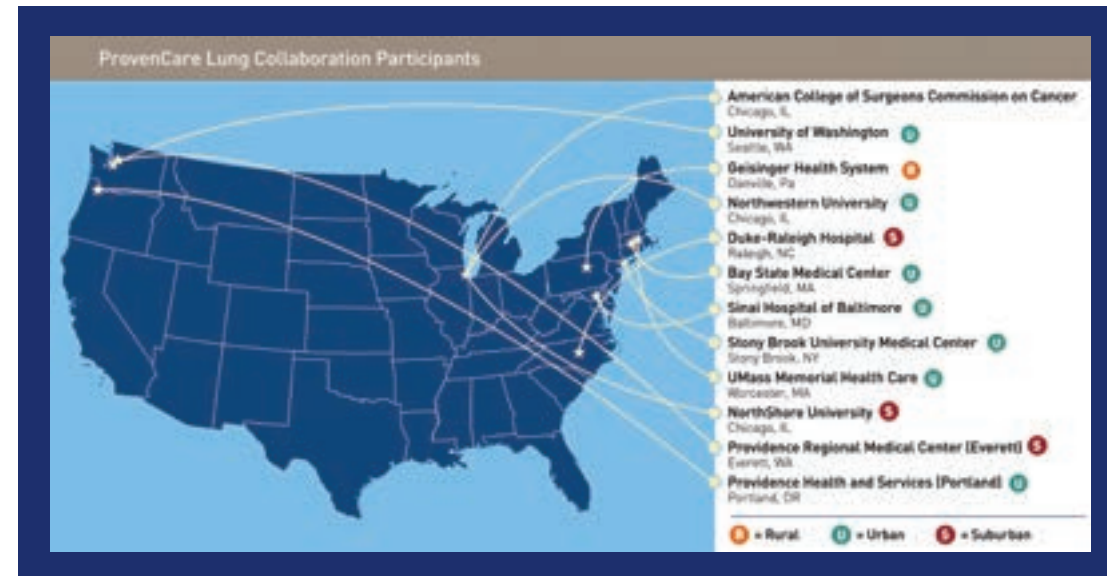 ProvenCare Lung Collaboration Participants
American College of Surgeons Commission on Cancer
Chicago, IL
University of Washington U
Seattle, WA
Geisinger Health System R
Danville, Pa
Northwestern University U
Chicago, IL
Duke-Raleigh Hospital S
Raleigh, NC
Bay State Medical Center U
Springfield, MA
Sinai Hospital of Baltimore U
Baltimore, MD
Stony Brook University Medical Center U
Stony Brook, NY
UMass Memorial Health Care U
Worcester, MA
NorthShore University S
Chicago, IL
Providence Regional Medical Center (Everett) S
Everett, WA
Providence Health and Services (Portland) U
Portland, OR
R = Rural U = Urban S = Suburban